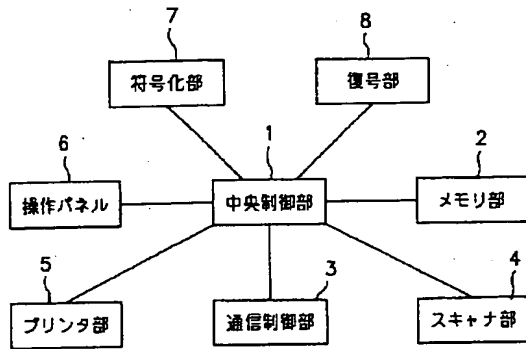 7
符号化部
8
復号部
1
中央制御部
6
操作パネル
2
メモリ部
5
プリンタ部
3
通信制御部
4
スキャナ部